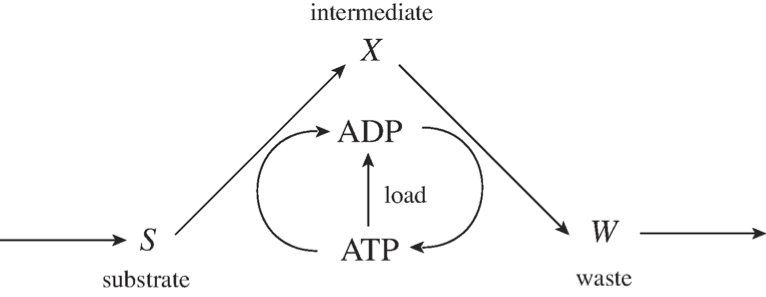 intermediate
X
ADP
load
ATP
S
substrate
W
waste